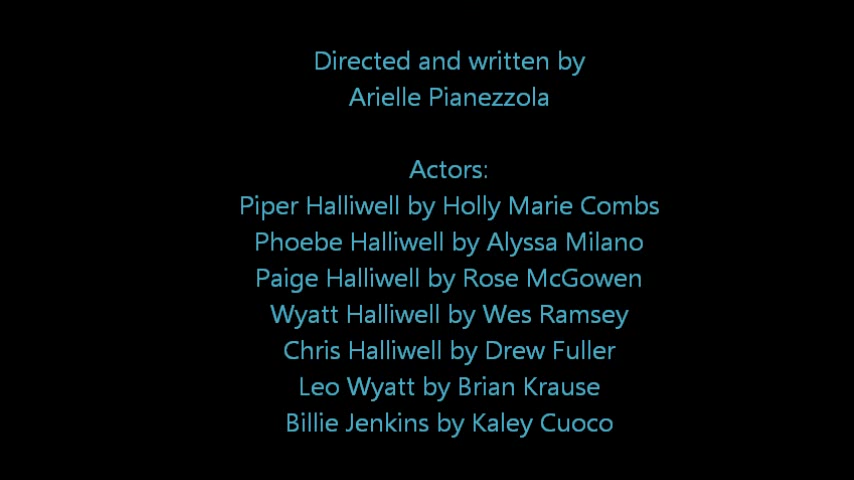 Directed and written by
Arielle Pianezzola
Actors:
Piper Halliwell by Holly Marie Combs
Phoebe Halliwell by Alyssa Milano
Paige Halliwell by Rose McGowen
Wyatt Halliwell by Wes Ramsey
Chris Halliwell by Drew Fuller
Leo Wyatt by Brian Krause
Billie Jenkins by Kaley Cuoco